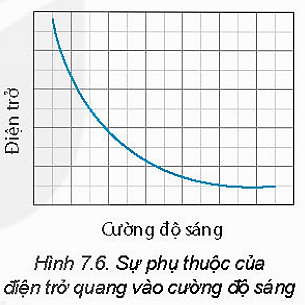 Điện trở
Cường độ sáng
Hình 7.6. Sự phụ thuộc của
điện trở quang vào cường độ sáng